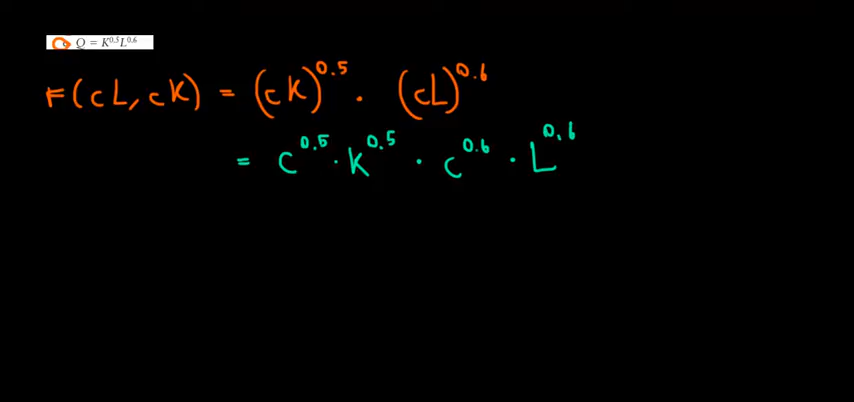 Q = K^0.5 L^0.6
F(cL, cK) = (cK)^0.5 · (cL)^0.6
= c^0.5 · K^0.5 · c^0.6 · L^0.6